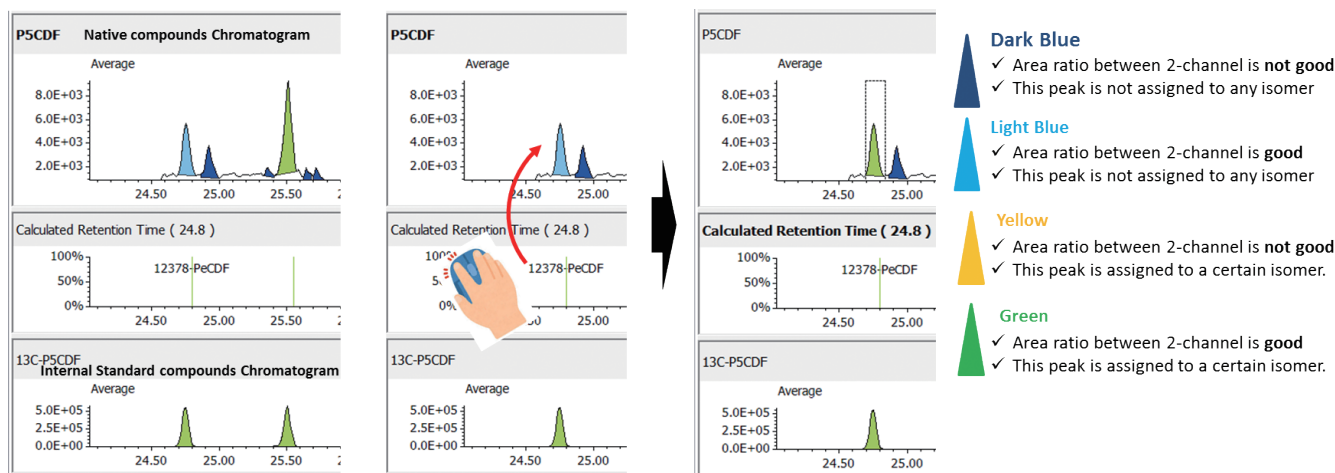 P5CDF Native compounds Chromatogram
Average
8.0E+03
6.0E+03
4.0E+03
2.0E+03
24.50 25.00 25.50 2
Calculated Retention Time ( 24.8 )
100%
50%
0%
12378-PeCDF
24.50 25.00 25.50 2
13C-P5CDF
Internal Standard compounds Chromatogram
Average
5.0E+05
2.5E+05
0.0E+00
24.50 25.00 25.50 2
P5CDF
Average
8.0E+03
6.0E+03
4.0E+03
2.0E+03
24.50 25.00
Calculated Retention Time ( 24.8 )
100
0%
12378-PeCDF
50 25.00
13C-P5CDF
Average
5.0E+05
2.5E+05
0.0E+00
24.50 25.00
P5CDF
Average
8.0E+03
6.0E+03
4.0E+03
2.0E+03
24.50 25.00
Calculated Retention Time ( 24.8 )
100%
50%
0%
12378-PeCDF
24.50 25.00
13C-P5CDF
Average
5.0E+05
2.5E+05
0.0E+00
24.50 25.00
Dark Blue
✓ Area ratio between 2-channel is not good
✓ This peak is not assigned to any isomer
Light Blue
✓ Area ratio between 2-channel is good
✓ This peak is not assigned to any isomer
Yellow
✓ Area ratio between 2-channel is not good
✓ This peak is assigned to a certain isomer.
Green
✓ Area ratio between 2-channel is good
✓ This peak is assigned to a certain isomer.